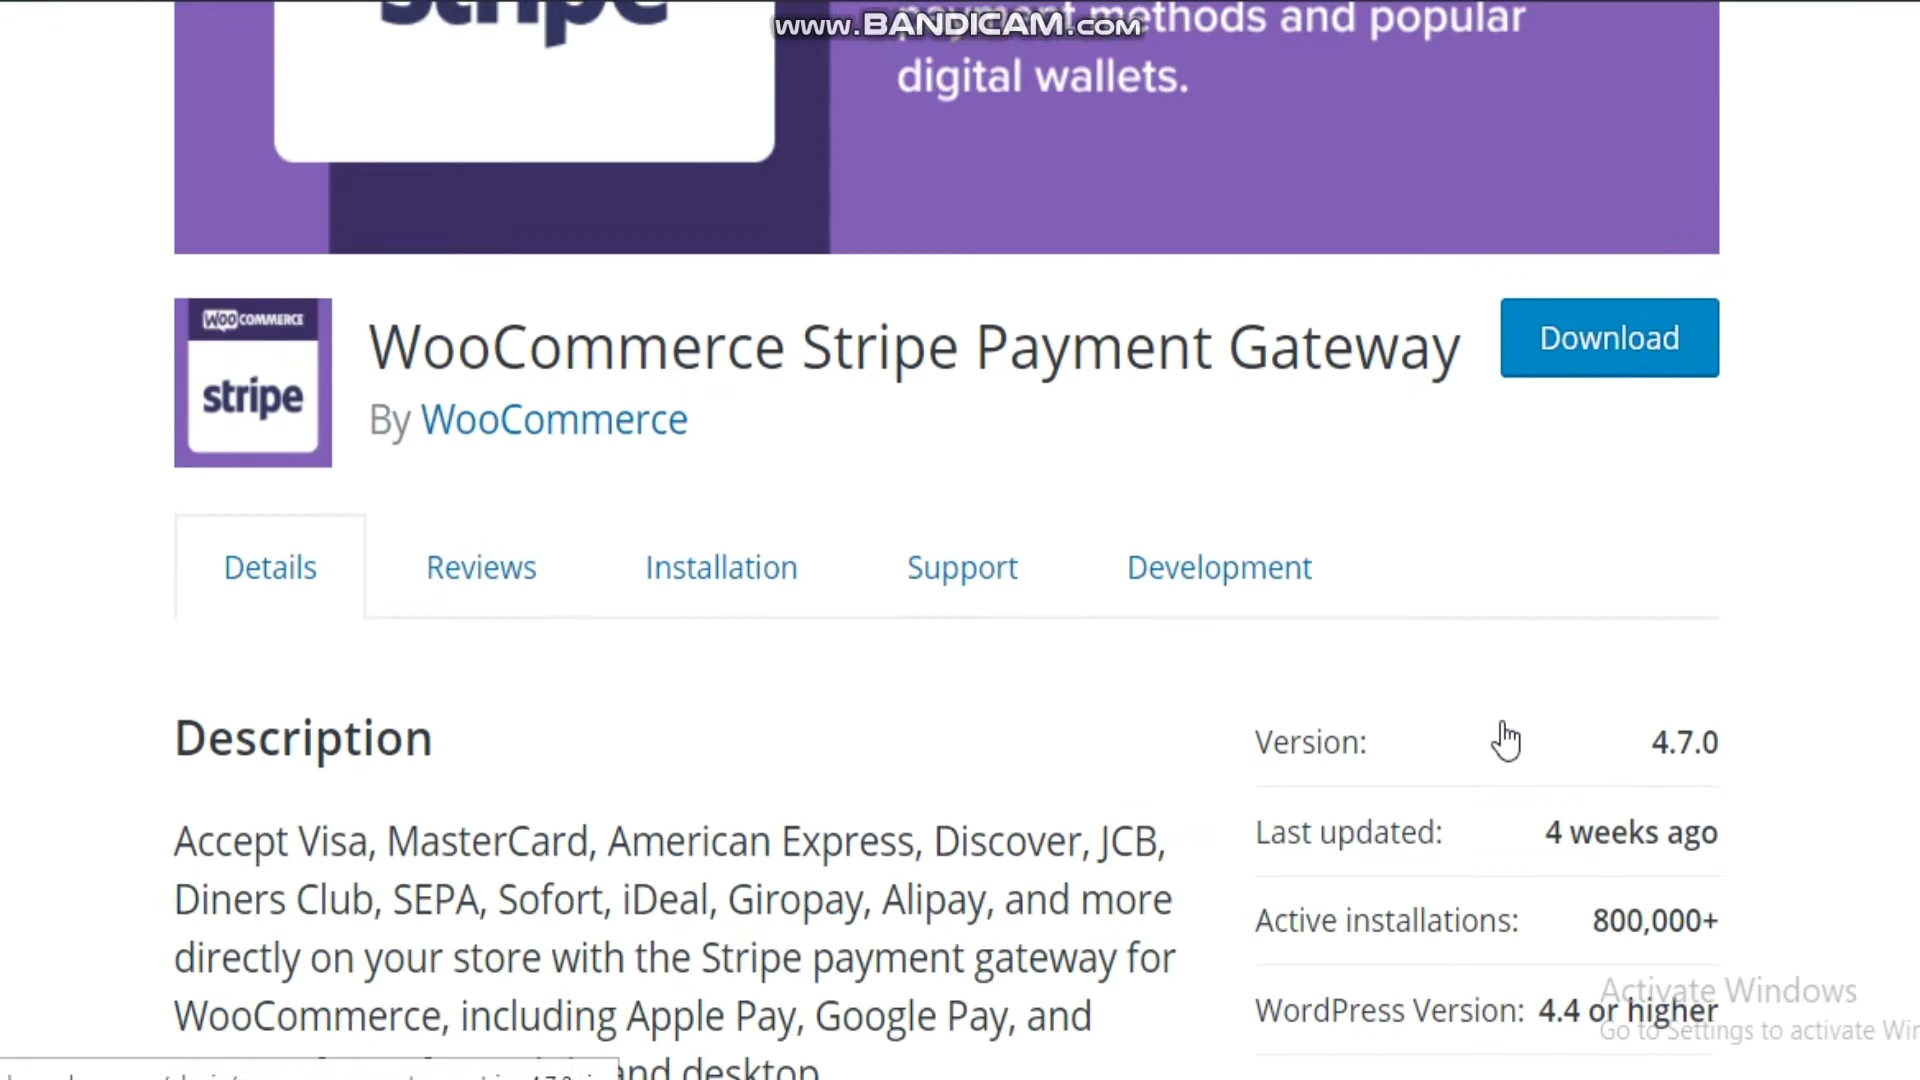 stripe
www.BANDICAM.com
payment methods and popular
digital wallets.
WOO COMMERCE
stripe
WooCommerce Stripe Payment Gateway
By WooCommerce
Download
Details
Reviews
Installation
Support
Development
Description
Accept Visa, MasterCard, American Express, Discover, JCB,
Diners Club, SEPA, Sofort, iDeal, Giropay, Alipay, and more
directly on your store with the Stripe payment gateway for
WooCommerce, including Apple Pay, Google Pay, and
and desktop
Version: 4.7.0
Last updated: 4 weeks ago
Active installations: 800,000+
WordPress Version: 4.4 or higher
Activate Windows
Go to Settings to activate Win